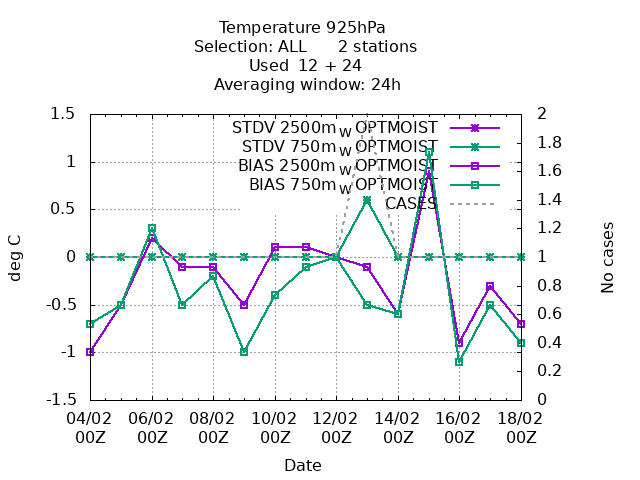 Temperature 925hPa
Selection: ALL 2 stations
Used 12 + 24
Averaging window: 24h
STDV 2500m W OPTMOIST
STDV 750m W OPTMOIST
BIAS 2500m W OPTMOIST
BIAS 750m W OPTMOIST
CASES
1.5
1
0.5
0
-0.5
-1
-1.5
deg C
2
1.8
1.6
1.4
1.2
1
0.8
0.6
0.4
0.2
0
No cases
04/02 06/02 08/02 10/02 12/02 14/02 16/02 18/02
00Z 00Z 00Z 00Z 00Z 00Z 00Z 00Z
Date